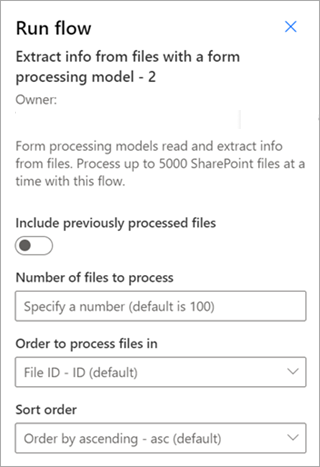 Run flow
Extract info from files with a form
processing model - 2
Owner:
Form processing models read and extract info
from files. Process up to 5000 SharePoint files at a
time with this flow.
Include previously processed files
Number of files to process
Specify a number (default is 100)
Order to process files in
File ID - ID (default)
Sort order
Order by ascending - asc (default)